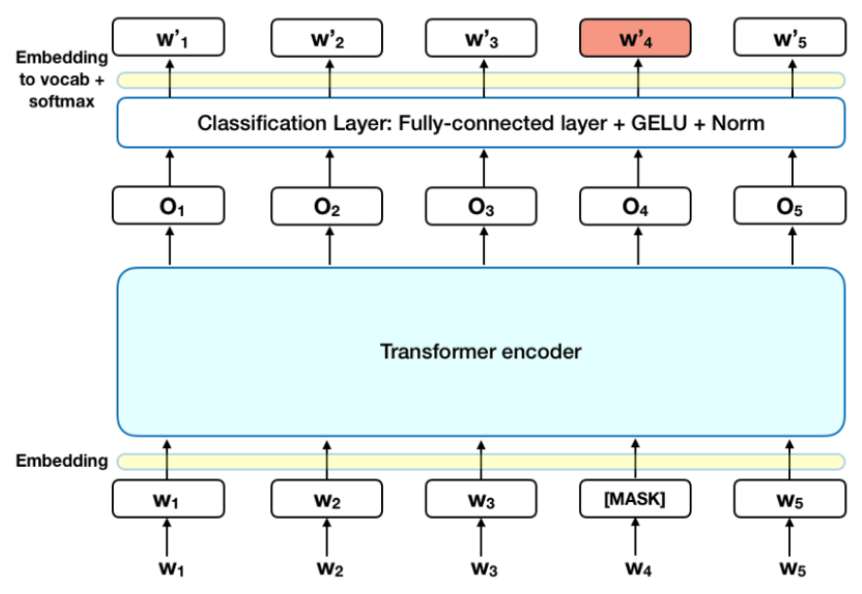 W'₁ W'₂ W'₃ W'₄ W'₅
Embedding
to vocab +
softmax
Classification Layer: Fully-connected layer + GELU + Norm
O₁ O₂ O₃ O₄ O₅
Transformer encoder
Embedding
W₁ W₂ W₃ [MASK] W₅
W₁ W₂ W₃ W₄ W₅